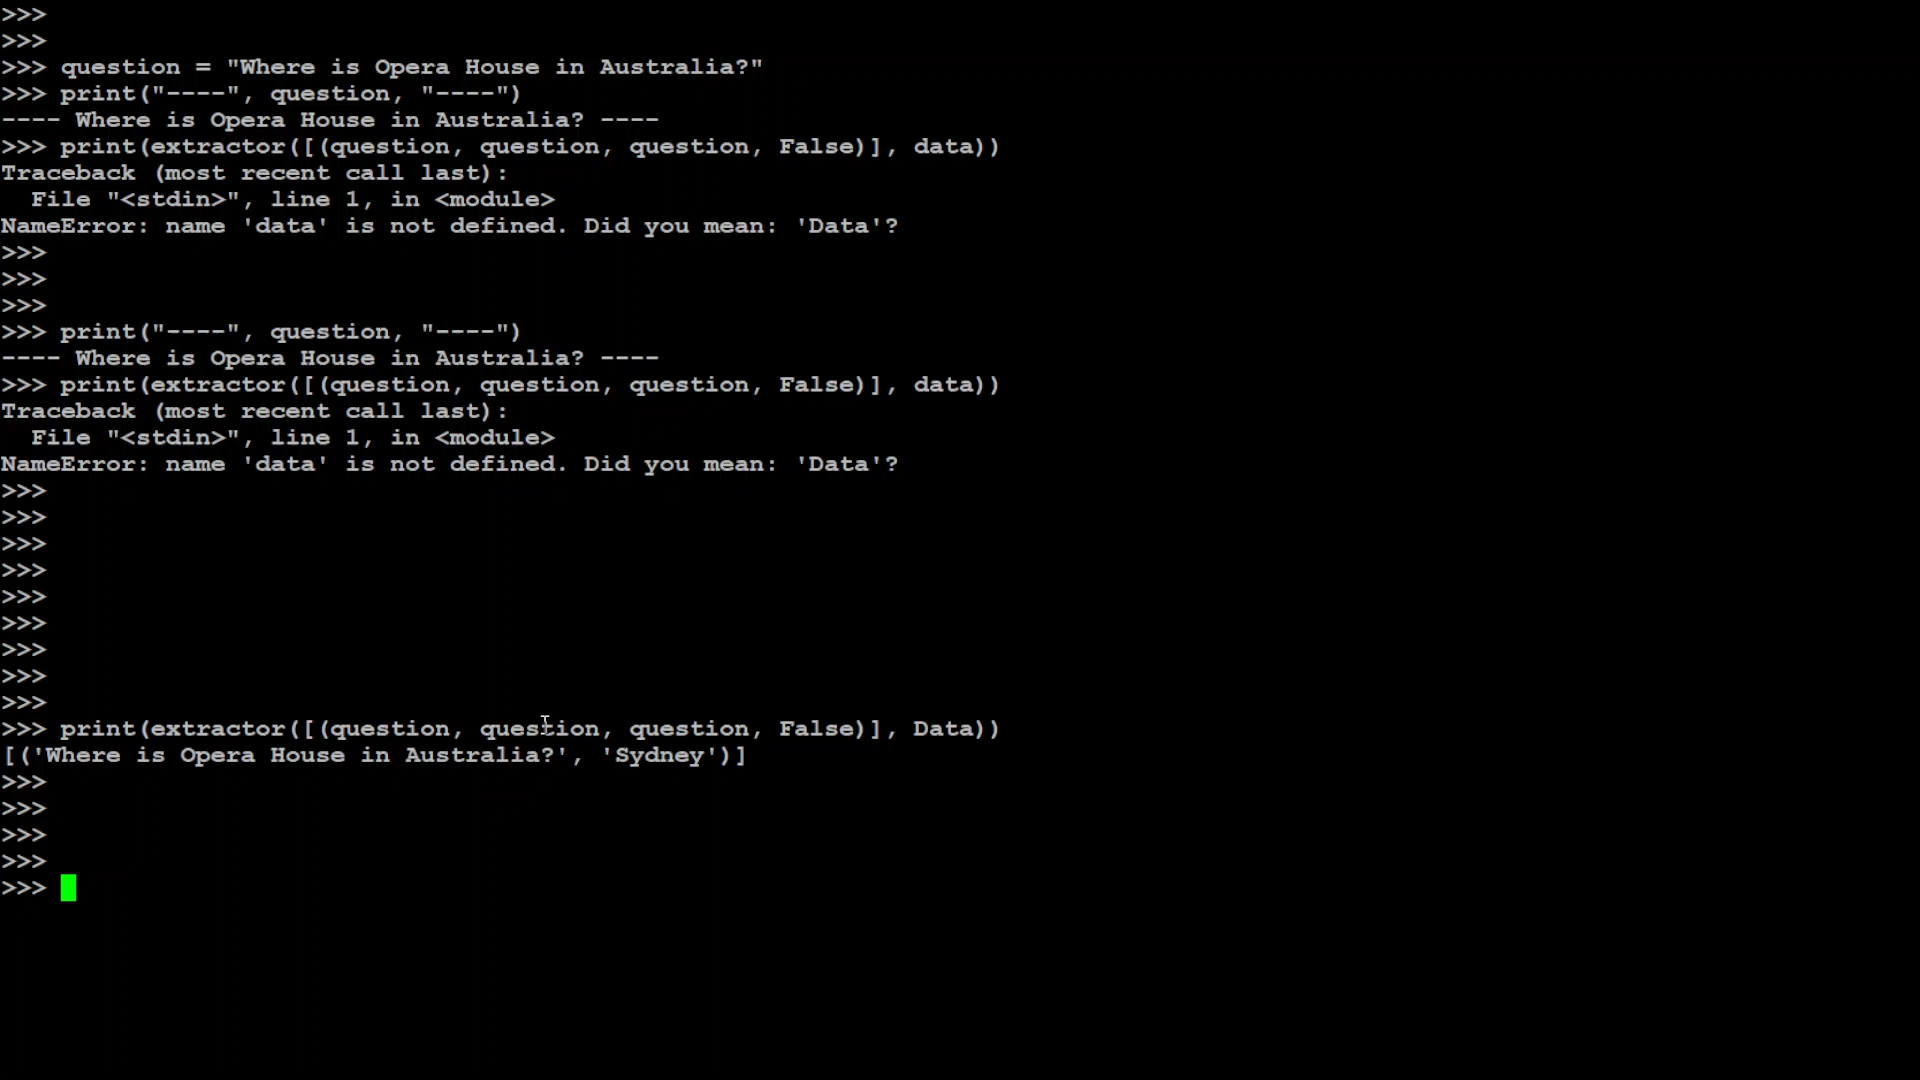 >>>
>>>
>>> question = "Where is Opera House in Australia?"
>>> print("----", question, "----")
---- Where is Opera House in Australia? ----
>>> print(extractor([(question, question, question, False)], data))
Traceback (most recent call last):
  File "<stdin>", line 1, in <module>
NameError: name 'data' is not defined. Did you mean: 'Data'?
>>>
>>>
>>>
>>> print("----", question, "----")
---- Where is Opera House in Australia? ----
>>> print(extractor([(question, question, question, False)], data))
Traceback (most recent call last):
  File "<stdin>", line 1, in <module>
NameError: name 'data' is not defined. Did you mean: 'Data'?
>>>
>>>
>>>
>>>
>>>
>>>
>>>
>>>
>>>
>>> print(extractor([(question, question, question, False)], Data))
[('Where is Opera House in Australia?', 'Sydney')]
>>>
>>>
>>>
>>>
>>>